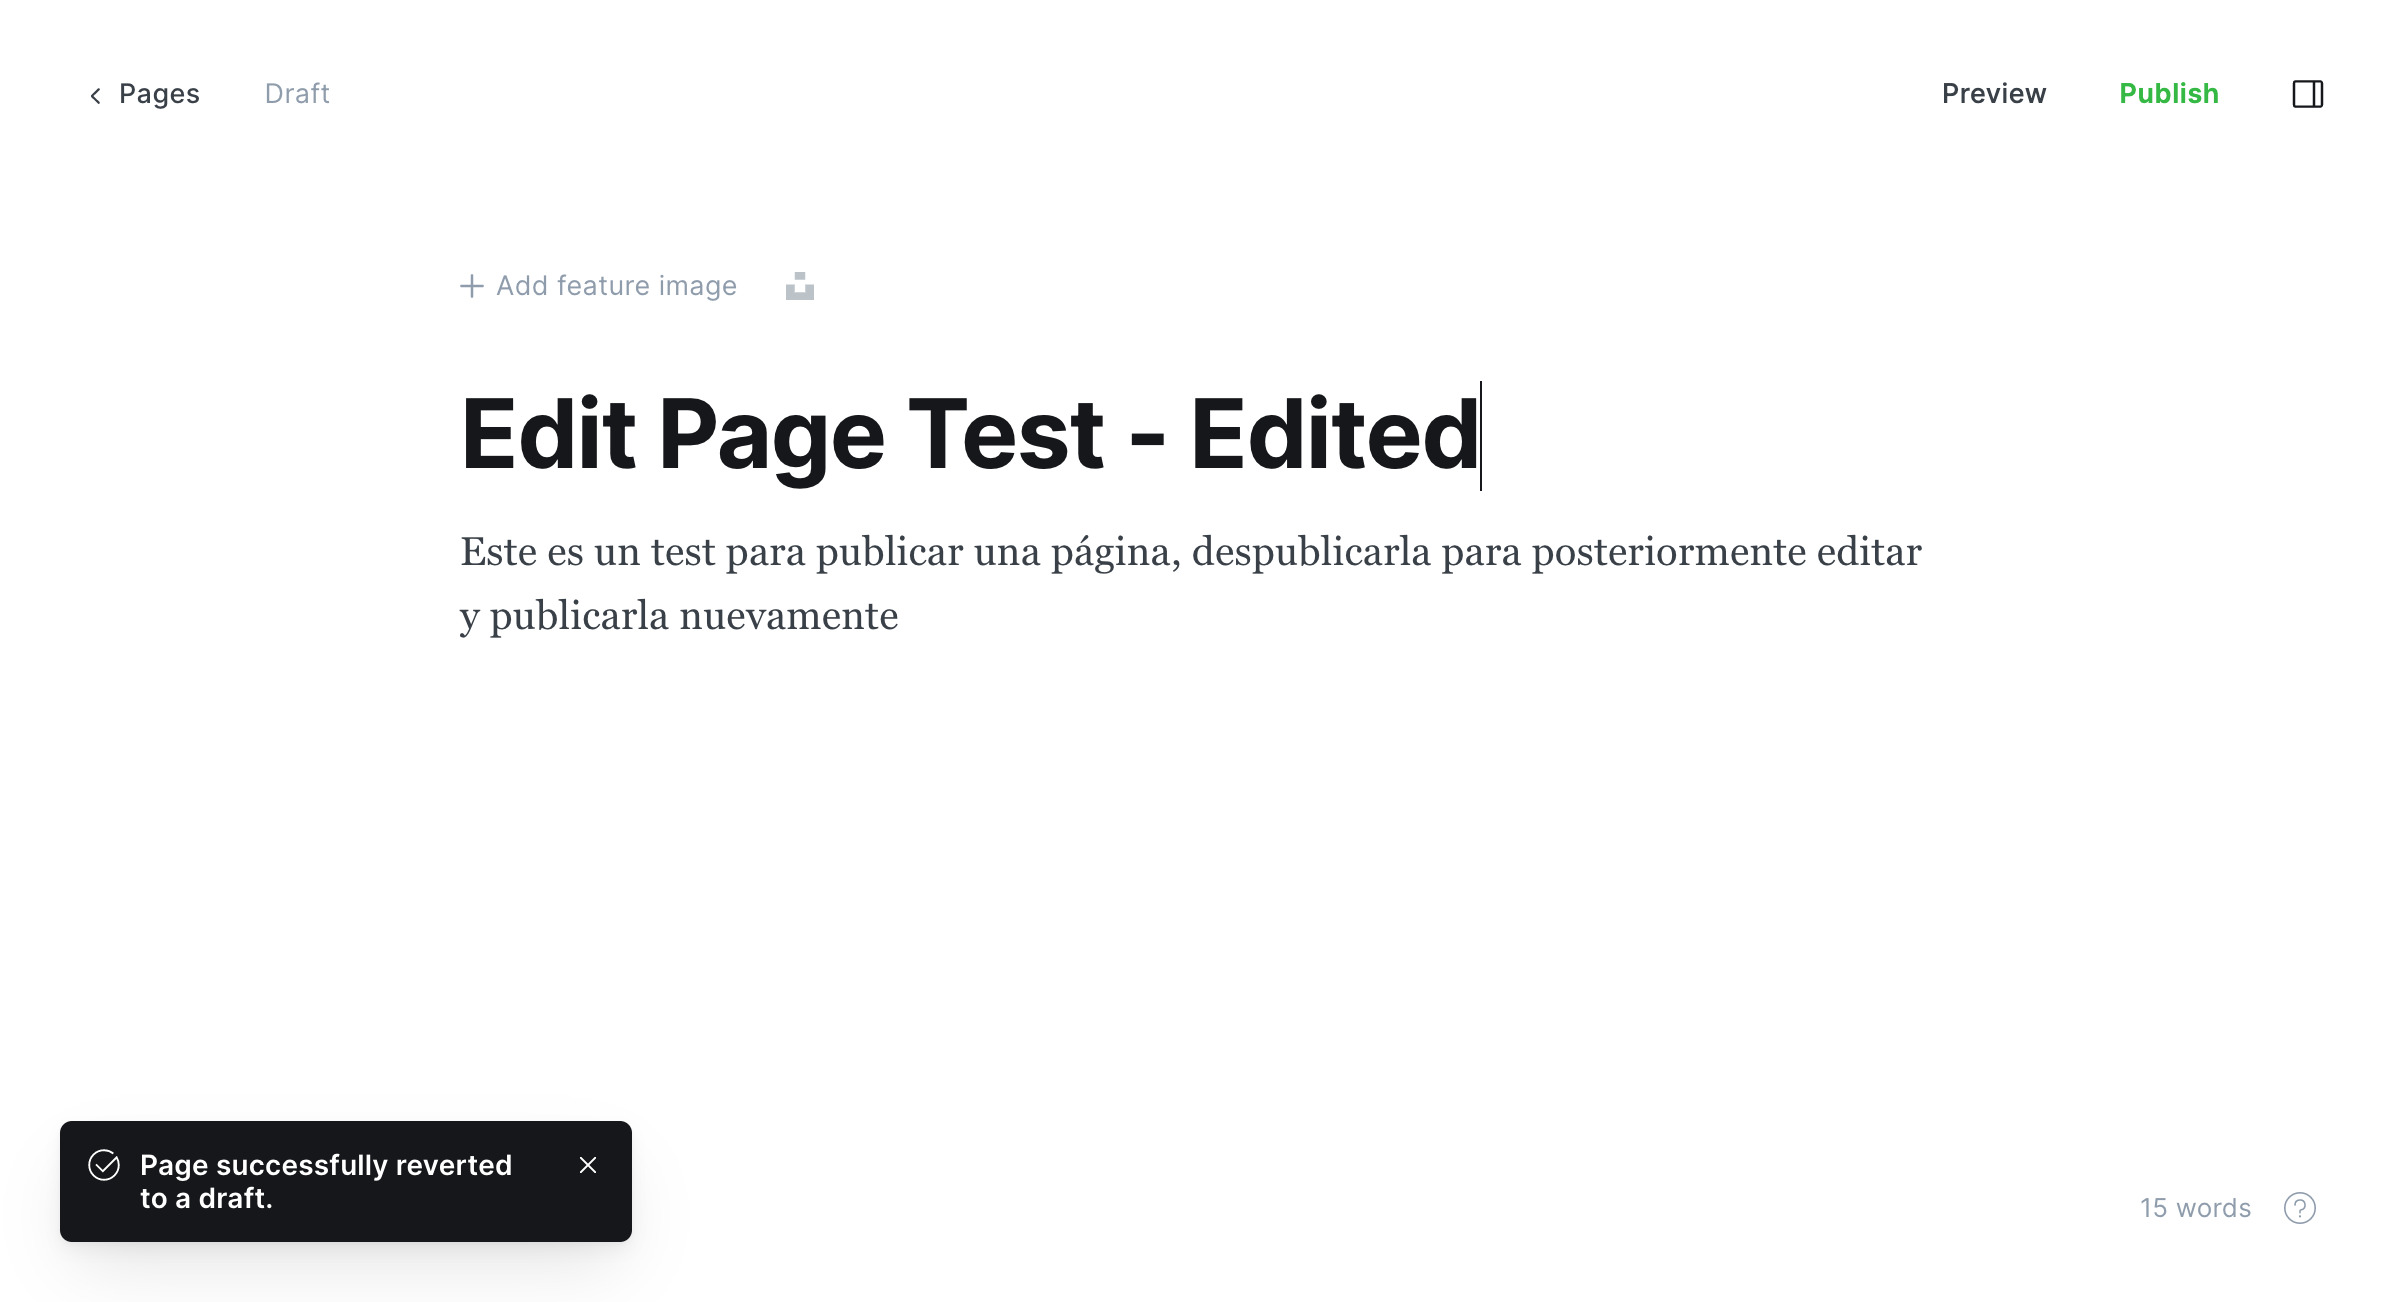 Pages
Draft
Preview
Publish
Add feature image
Edit Page Test - Edited
Este es un test para publicar una página, despublicarla para posteriormente editar
y publicarla nuevamente
Page successfully reverted
to a draft.
15 words
?